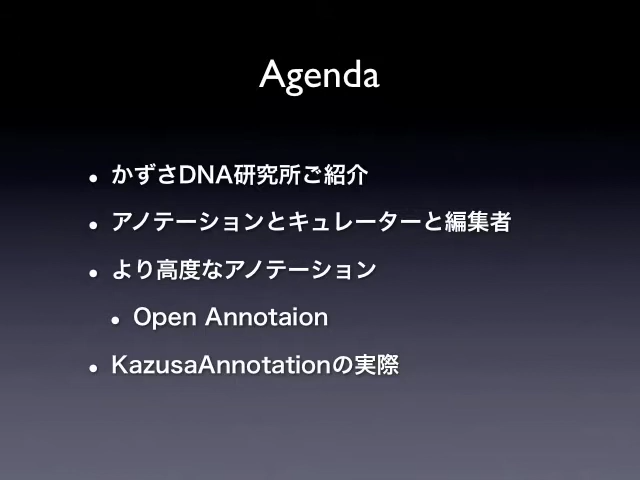 Agenda
• かずさDNA研究所ご紹介
• アノテーションとキュレーターと編集者
• より高度なアノテーション
• Open Annotaion
• KazusaAnnotationの実際